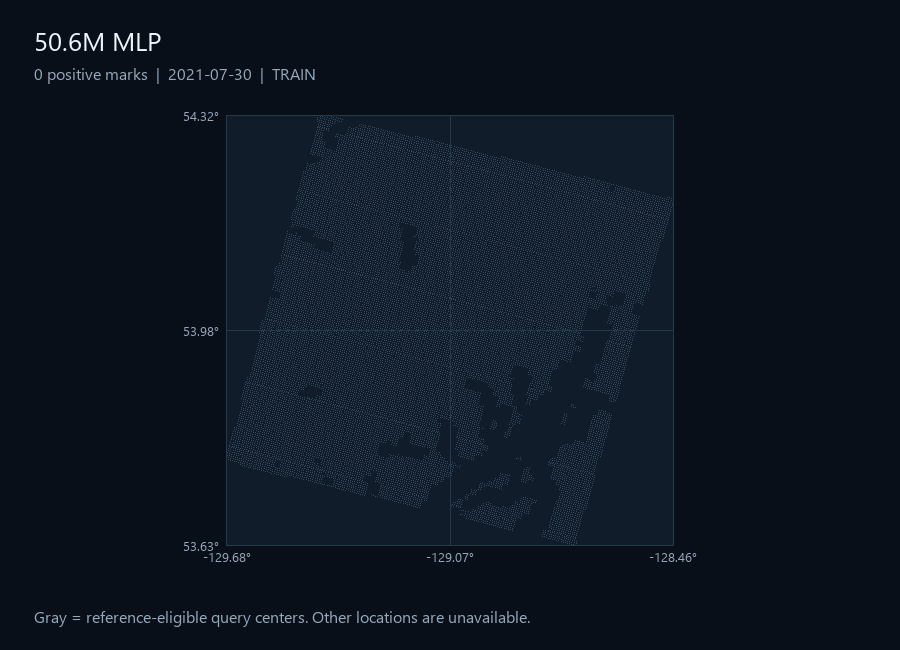 50.6M MLP
0 positive marks | 2021-07-30 | TRAIN
54.32°
53.98°
53.63°
-129.68°
-129.07°
-128.46°
Gray = reference-eligible query centers. Other locations are unavailable.